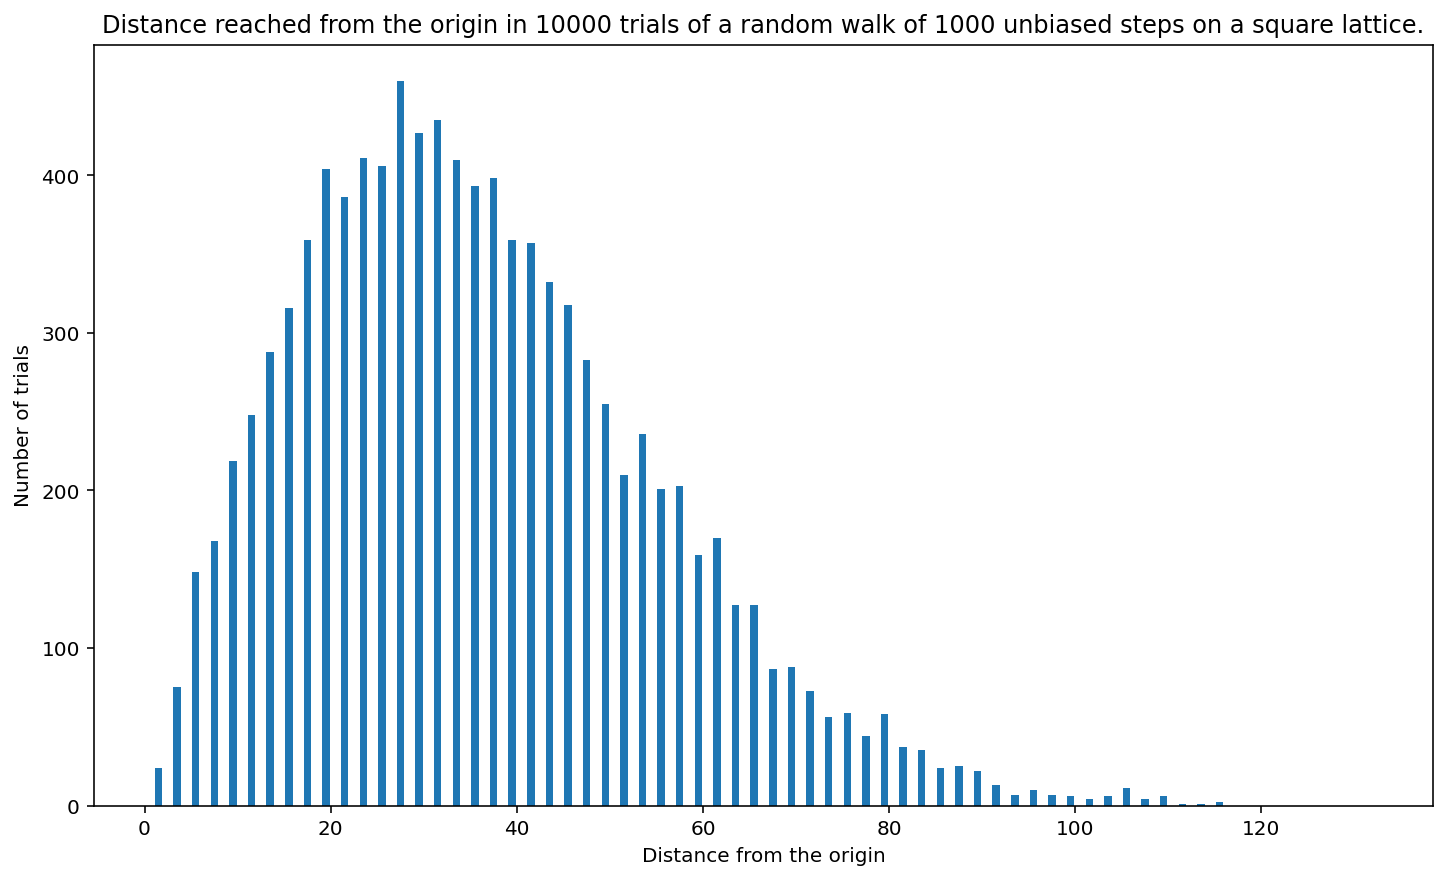 Distance reached from the origin in 10000 trials of a random walk of 1000 unbiased steps on a square lattice.
Number of trials
400
300
200
100
0
0 20 40 60 80 100 120
Distance from the origin